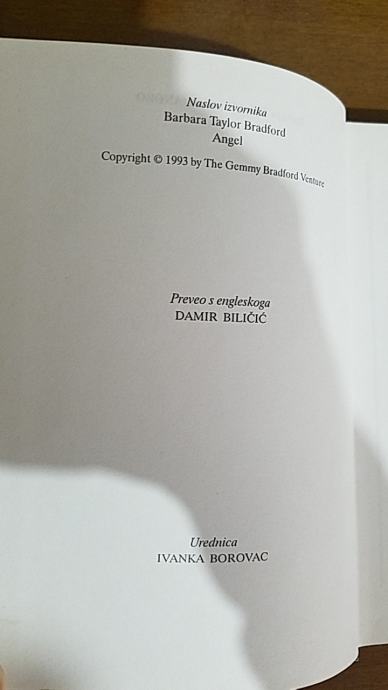 Naslov izvornika
Barbara Taylor Bradford
Angel
Copyright © 1993 by The Gemmy Bradford Venture
Preveo s engleskoga
DAMIR BILIČIĆ
Urednica
IVANKA BOROVAC